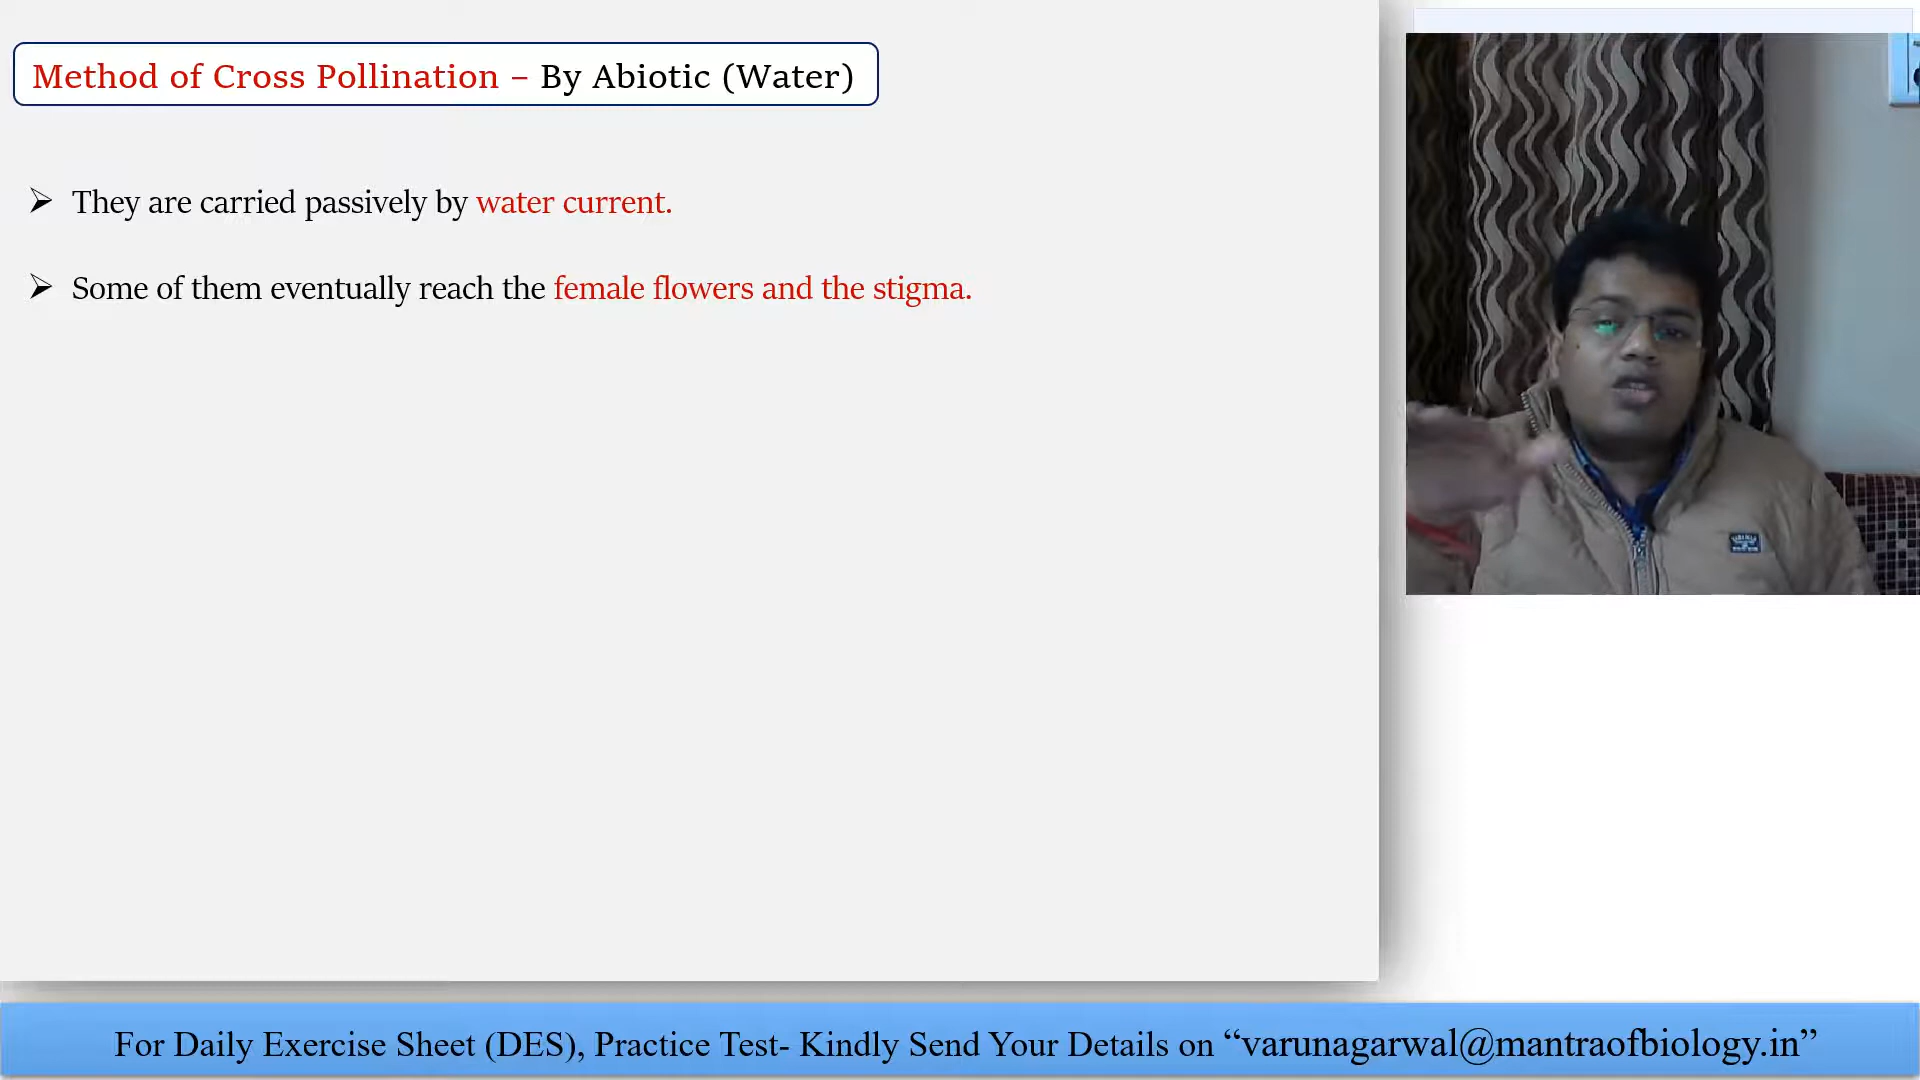 Method of Cross Pollination – By Abiotic (Water)
➢ They are carried passively by water current.
➢ Some of them eventually reach the female flowers and the stigma.
For Daily Exercise Sheet (DES), Practice Test- Kindly Send Your Details on “varunagarwal@mantraofbiology.in”